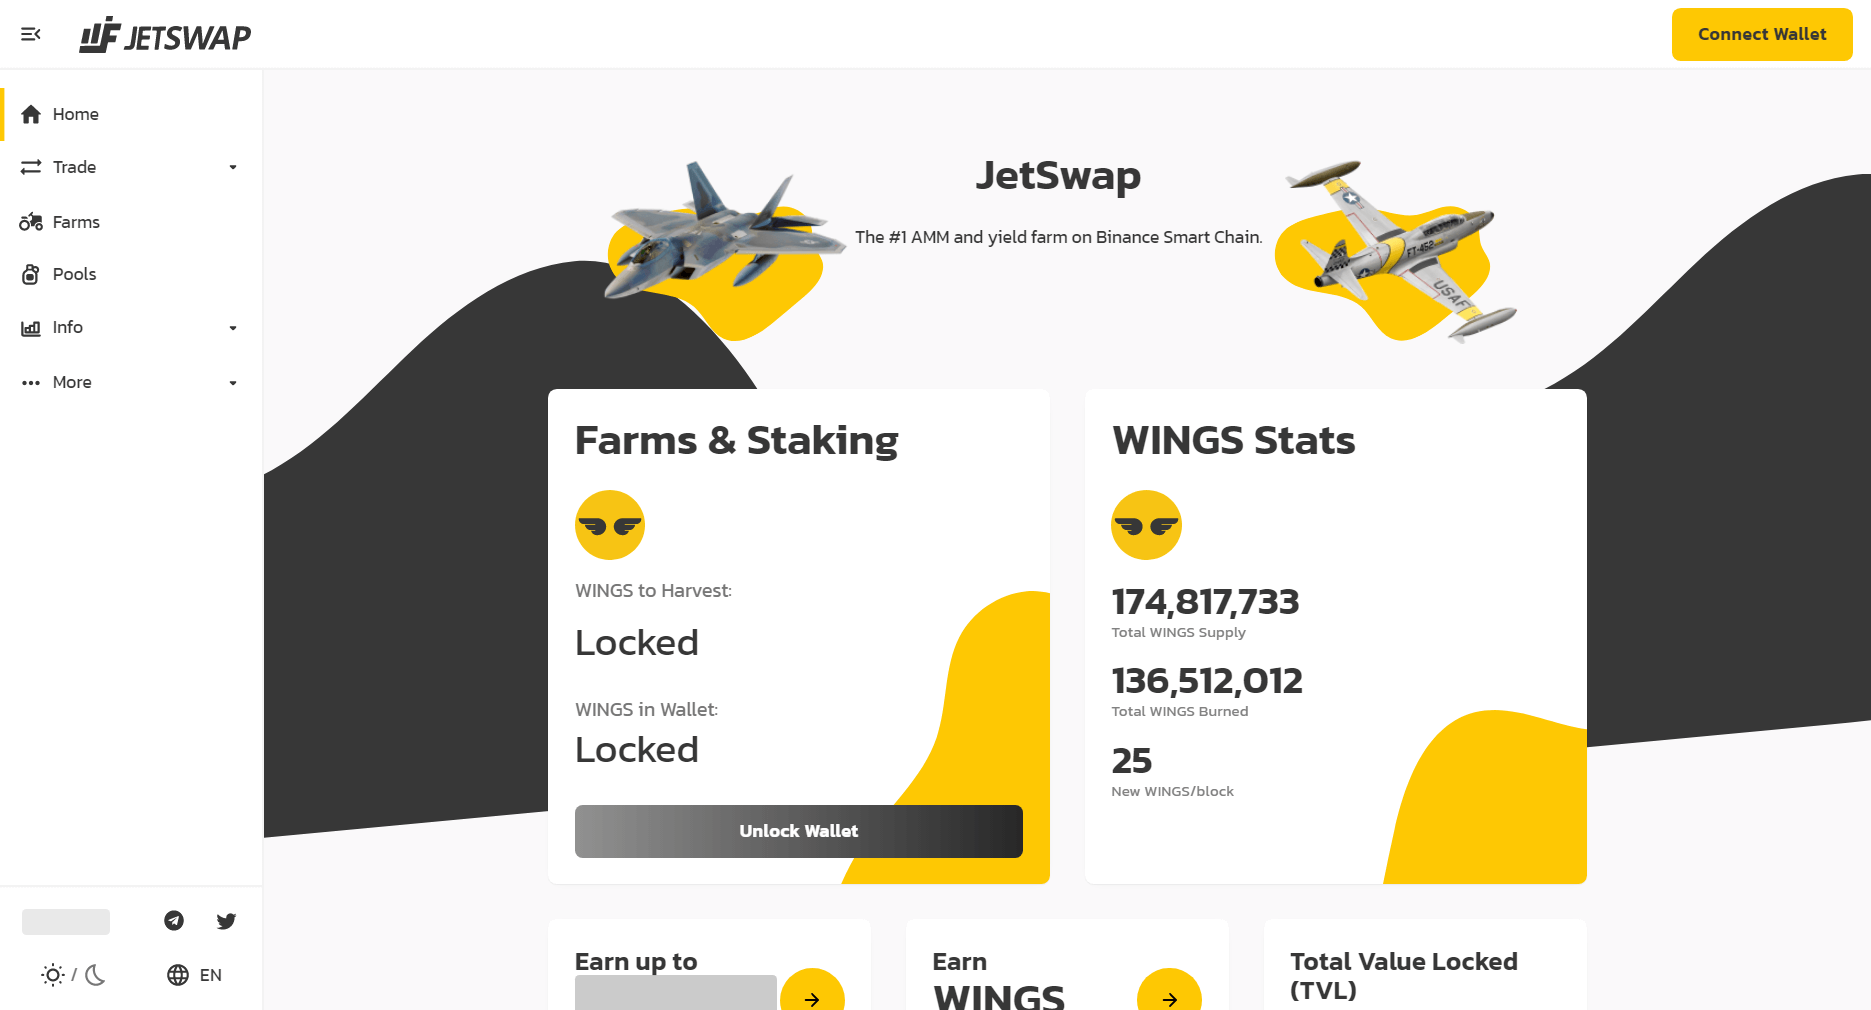 JETSWAP
Connect Wallet
Home
Trade
Farms
Pools
Info
More
JetSwap
The #1 AMM and yield farm on Binance Smart Chain.
FT-452
USAF
Farms & Staking
WINGS to Harvest:
Locked
WINGS in Wallet:
Locked
Unlock Wallet
WINGS Stats
174,817,733
Total WINGS Supply
136,512,012
Total WINGS Burned
25
New WINGS/block
Earn up to
Earn
WINGS
Total Value Locked
(TVL)
/
EN